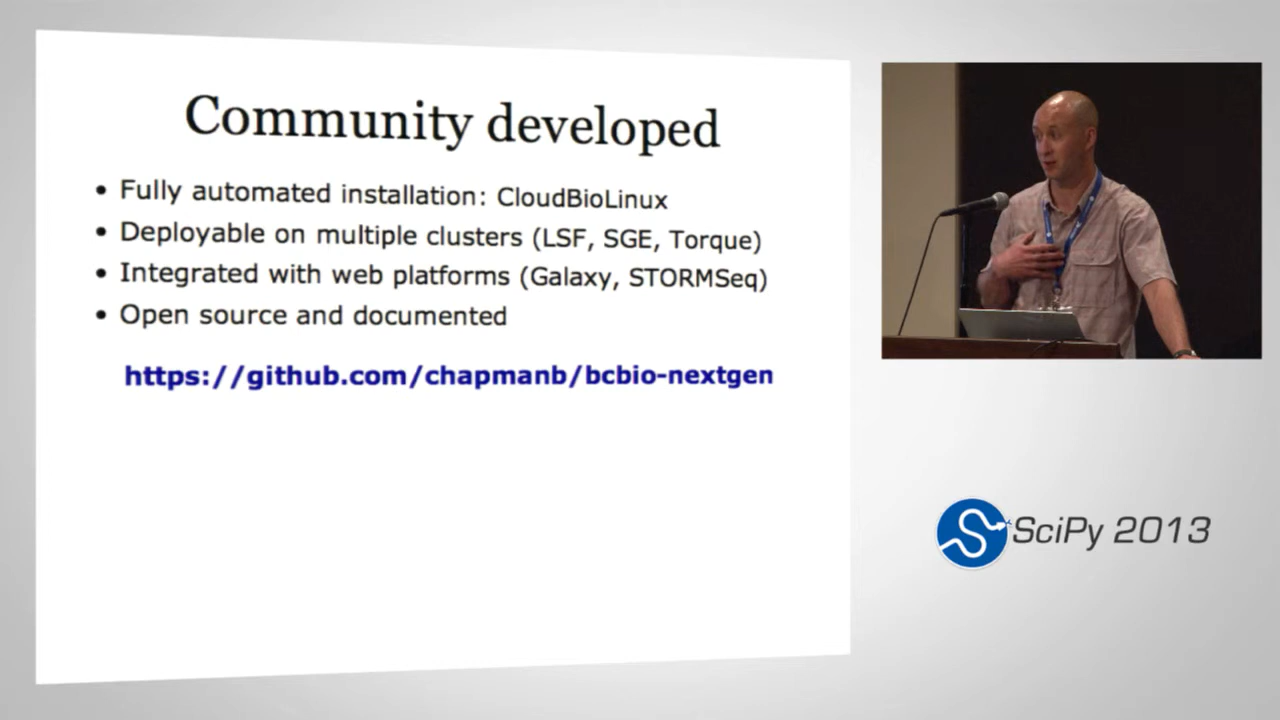 Community developed
• Fully automated installation: CloudBioLinux
• Deployable on multiple clusters (LSF, SGE, Torque)
• Integrated with web platforms (Galaxy, STORMSeq)
• Open source and documented
https://github.com/chapmanb/bcbio-nextgen
SciPy 2013